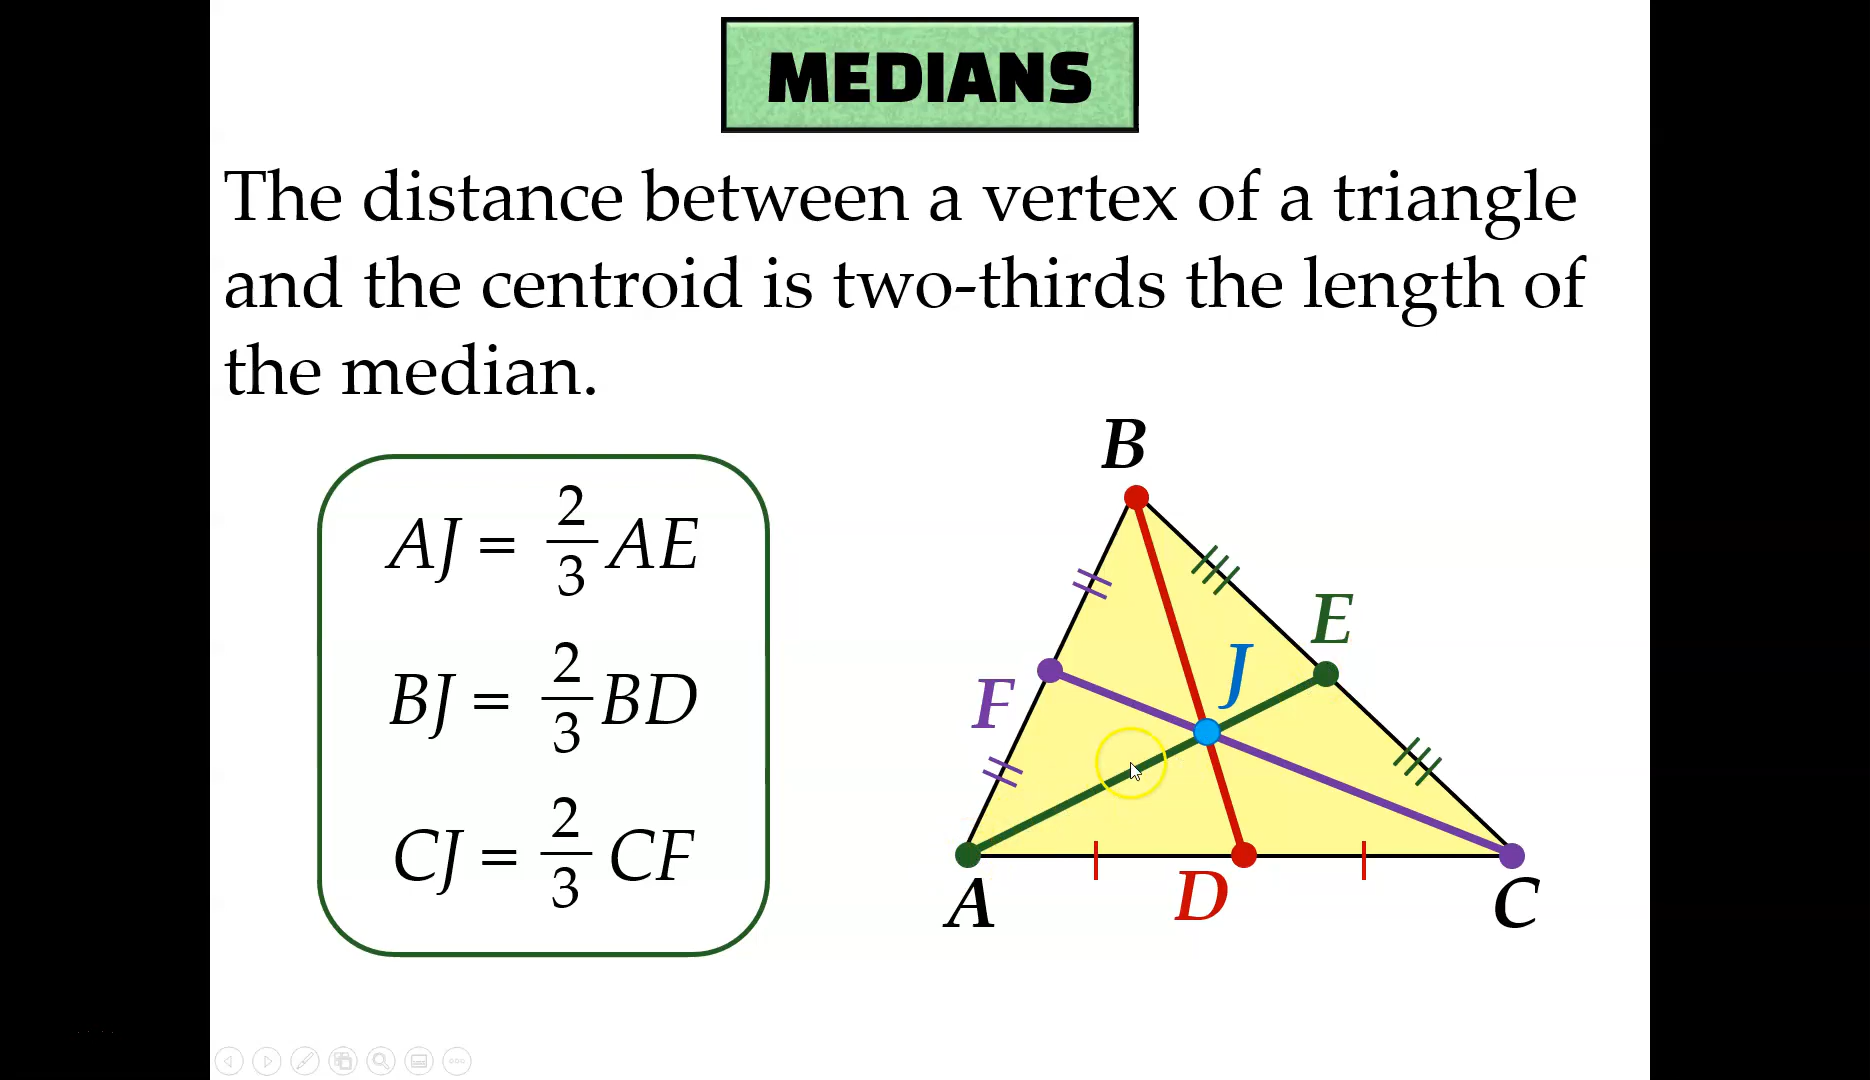 MEDIANS
The distance between a vertex of a triangle
and the centroid is two-thirds the length of
the median.
AJ = 2/3 AE
BJ = 2/3 BD
CJ = 2/3 CF
B
E
J
F
A
D
C